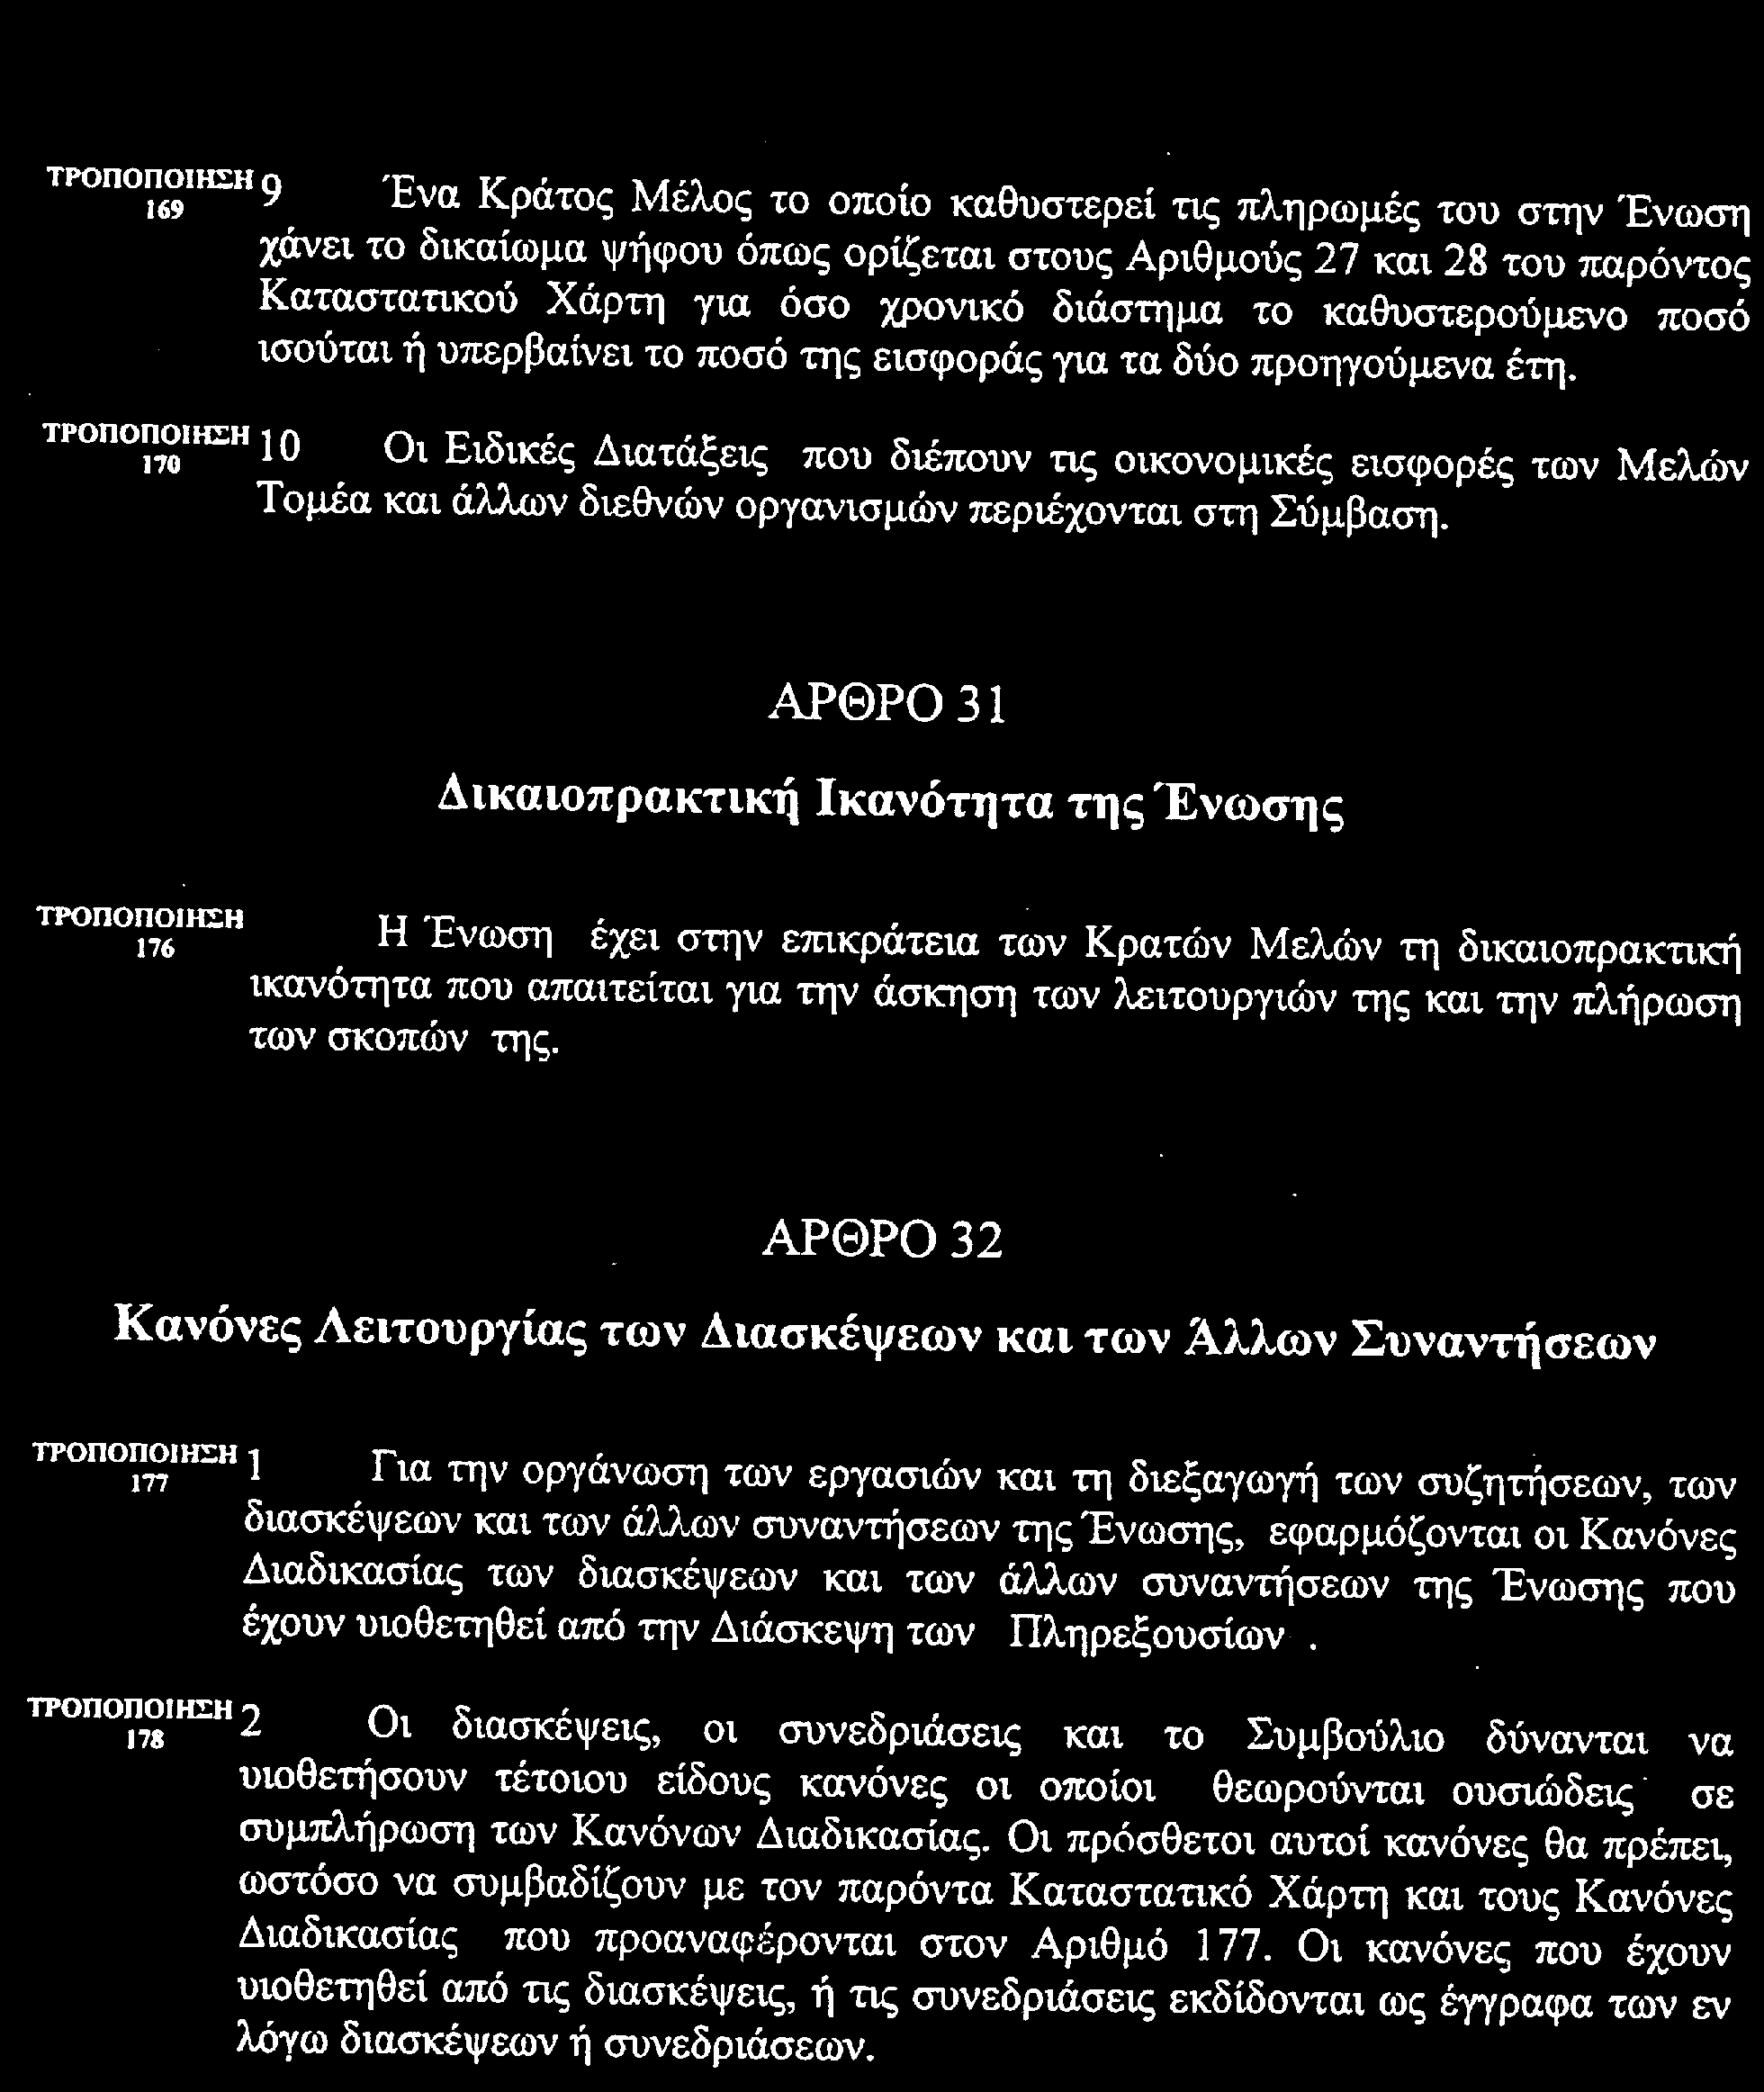 ΤΡΟΠΟΠΟΙΗΣΗ 9 Ένα Κράτος Μέλος το οποίο καθυστερεί τις πληρωμές του στην Ένωση
169
χάνει το δικαίωμα ψήφου όπως ορίζεται στους Αριθμούς 27 και 28 του παρόντος
Καταστατικού Χάρτη για όσο χρονικό διάστημα το καθυστερούμενο ποσό
ισούται ή υπερβαίνει το ποσό της εισφοράς για τα δύο προηγούμενα έτη.
ΤΡΟΠΟΠΟΙΗΣΗ 10 Οι Ειδικές Διατάξεις που διέπουν τις οικονομικές εισφορές των Μελών
170
Τομέα και άλλων διεθνών οργανισμών περιέχονται στη Σύμβαση.
ΑΡΘΡΟ 31
Δικαιοπρακτική Ικανότητα της Ένωσης
ΤΡΟΠΟΠΟΙΗΣΗ Η Ένωση έχει στην επικράτεια των Κρατών Μελών τη δικαιοπρακτική
176
ικανότητα που απαιτείται για την άσκηση των λειτουργιών της και την πλήρωση
των σκοπών της.
ΑΡΘΡΟ 32
Κανόνες Λειτουργίας των Διασκέψεων και των Άλλων Συναντήσεων
ΤΡΟΠΟΠΟΙΗΣΗ 1 Για την οργάνωση των εργασιών και τη διεξαγωγή των συζητήσεων, των
177
διασκέψεων και των άλλων συναντήσεων της Ένωσης, εφαρμόζονται οι Κανόνες
Διαδικασίας των διασκέψεων και των άλλων συναντήσεων της Ένωσης που
έχουν υιοθετηθεί από την Διάσκεψη των Πληρεξουσίων .
ΤΡΟΠΟΠΟΙΗΣΗ 2 Οι διασκέψεις, οι συνεδριάσεις και το Συμβούλιο δύνανται να
178
υιοθετήσουν τέτοιου είδους κανόνες οι οποίοι θεωρούνται ουσιώδεις σε
συμπλήρωση των Κανόνων Διαδικασίας. Οι πρόσθετοι αυτοί κανόνες θα πρέπει,
ωστόσο να συμβαδίζουν με τον παρόντα Καταστατικό Χάρτη και τους Κανόνες
Διαδικασίας που προαναφέρονται στον Αριθμό 177. Οι κανόνες που έχουν
υιοθετηθεί από τις διασκέψεις, ή τις συνεδριάσεις εκδίδονται ως έγγραφα των εν
λόγω διασκέψεων ή συνεδριάσεων.